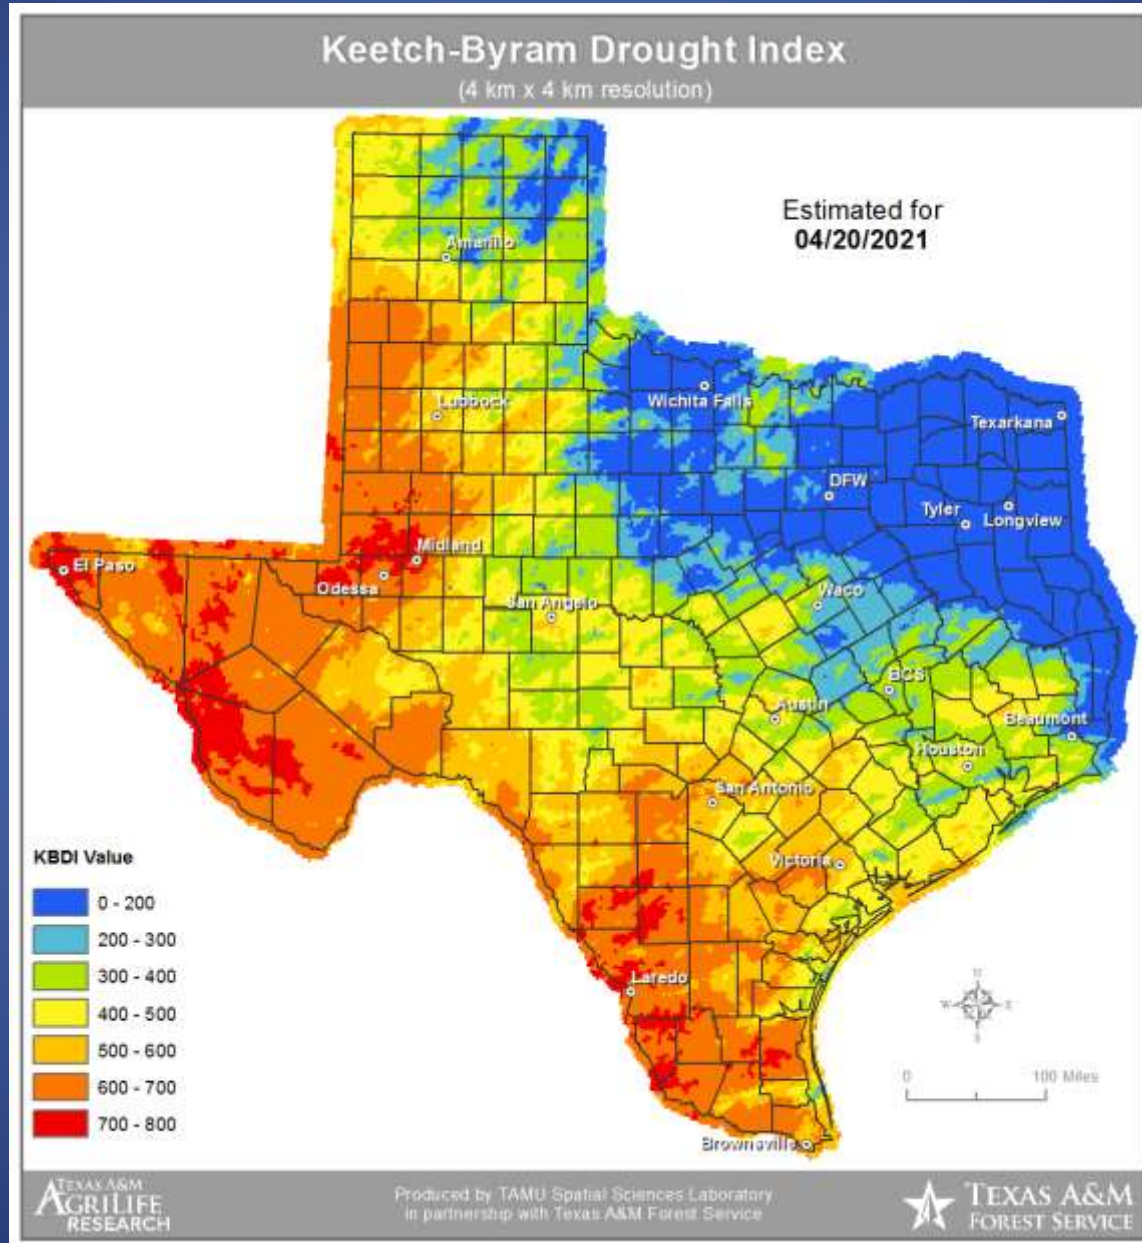 Keetch-Byram Drought Index
(4 km x 4 km resolution)
Estimated for
04/20/2021
Amarillo
Lubbock
Wichita Falls
Texarkana
DFW
Tyler
Longview
Midland
El Paso
Odessa
San Angelo
Waco
BCS
Austin
Beaumont
Houston
San Antonio
Victoria
Laredo
Brownsville
KBDI Value
0 - 200
200 - 300
300 - 400
400 - 500
500 - 600
600 - 700
700 - 800
N
W
E
S
0 100 Miles
TEXAS A&M
AGRILIFE
RESEARCH
Produced by TAMU Spatial Sciences Laboratory
in partnership with Texas A&M Forest Service
TEXAS A&M
FOREST SERVICE